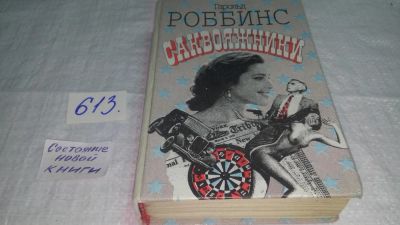 Гарольд
РОББИНС
САКВОЯЖНИКИ
613.
Состояние
новой
книги